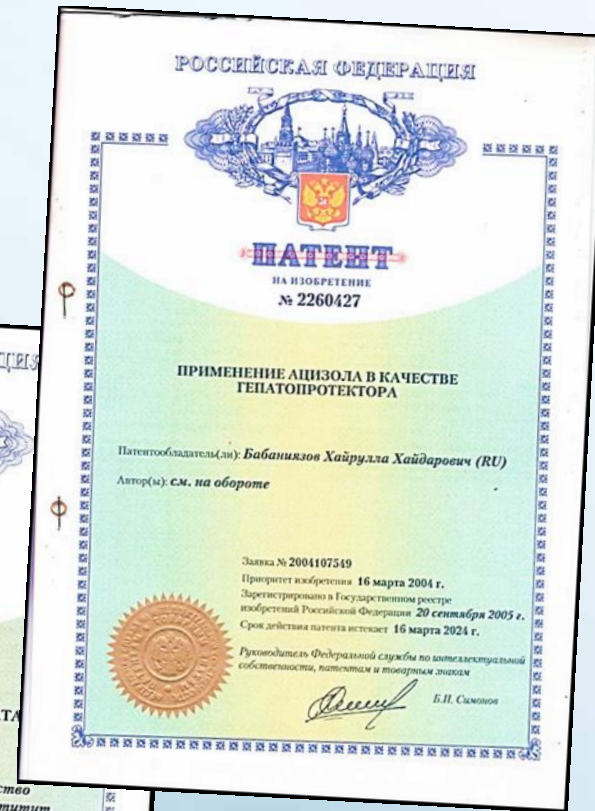 РОССИЙСКАЯ ФЕДЕРАЦИЯ
ПАТЕНТ
НА ИЗОБРЕТЕНИЕ
№ 2260427
ПРИМЕНЕНИЕ АЦИЗОЛА В КАЧЕСТВЕ
ГЕПАТОПРОТЕКТОРА
Патентообладатель(ли): Бабаниязов Хайрулла Хайдарович (RU)
Автор(ы): см. на обороте
Заявка № 2004107549
Приоритет изобретения 16 марта 2004 г.
Зарегистрировано в Государственном реестре
изобретений Российской Федерации 20 сентября 2005 г.
Срок действия патента истекает 16 марта 2024 г.
Руководитель Федеральной службы по интеллектуальной
собственности, патентам и товарным знакам
Б.П. Симонов